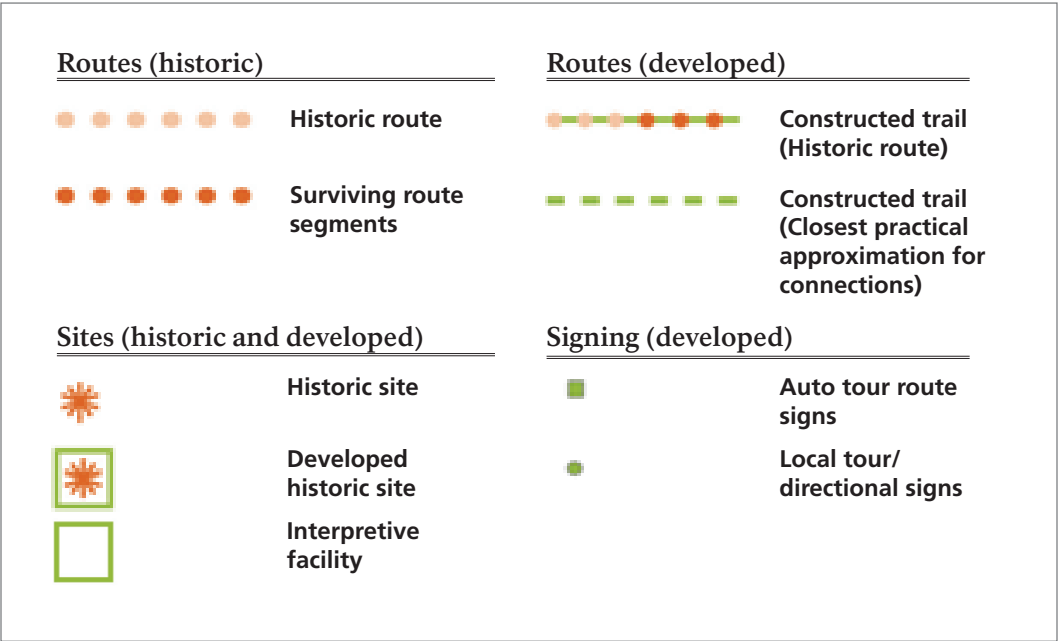 Routes (historic)
Historic route
Surviving route
segments
Routes (developed)
Constructed trail
(Historic route)
Constructed trail
(Closest practical
approximation for
connections)
Sites (historic and developed)
Historic site
Developed
historic site
Interpretive
facility
Signing (developed)
Auto tour route
signs
Local tour/
directional signs